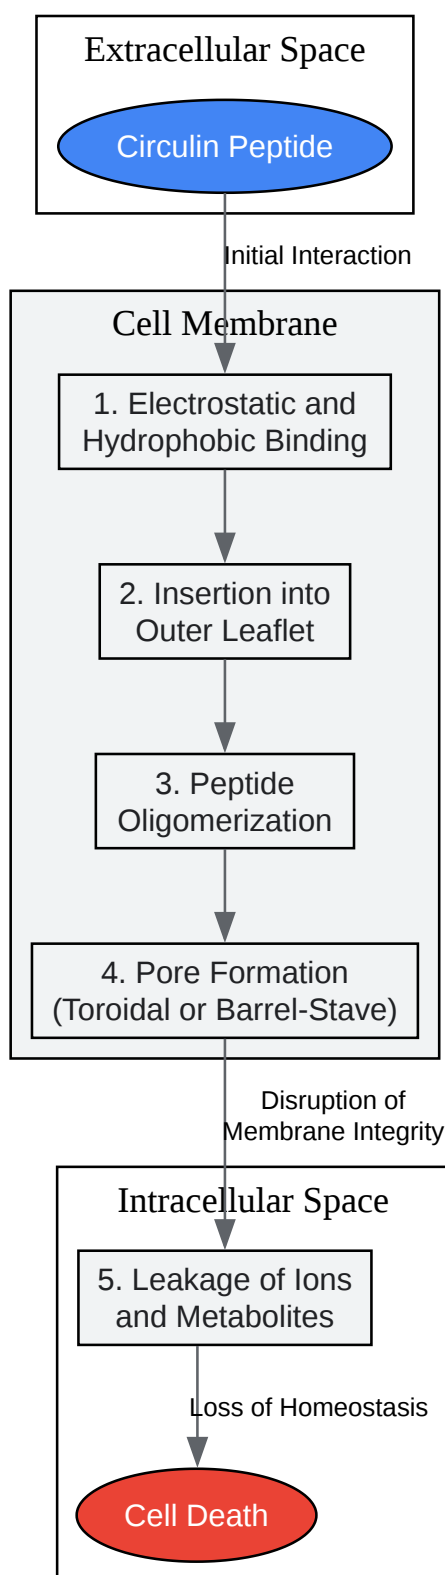 Extracellular Space
Circulin Peptide
Initial Interaction
Cell Membrane
1. Electrostatic and
Hydrophobic Binding
2. Insertion into
Outer Leaflet
3. Peptide
Oligomerization
4. Pore Formation
(Toroidal or Barrel-Stave)
Disruption of
Membrane Integrity
Intracellular Space
5. Leakage of Ions
and Metabolites
Loss of Homeostasis
Cell Death